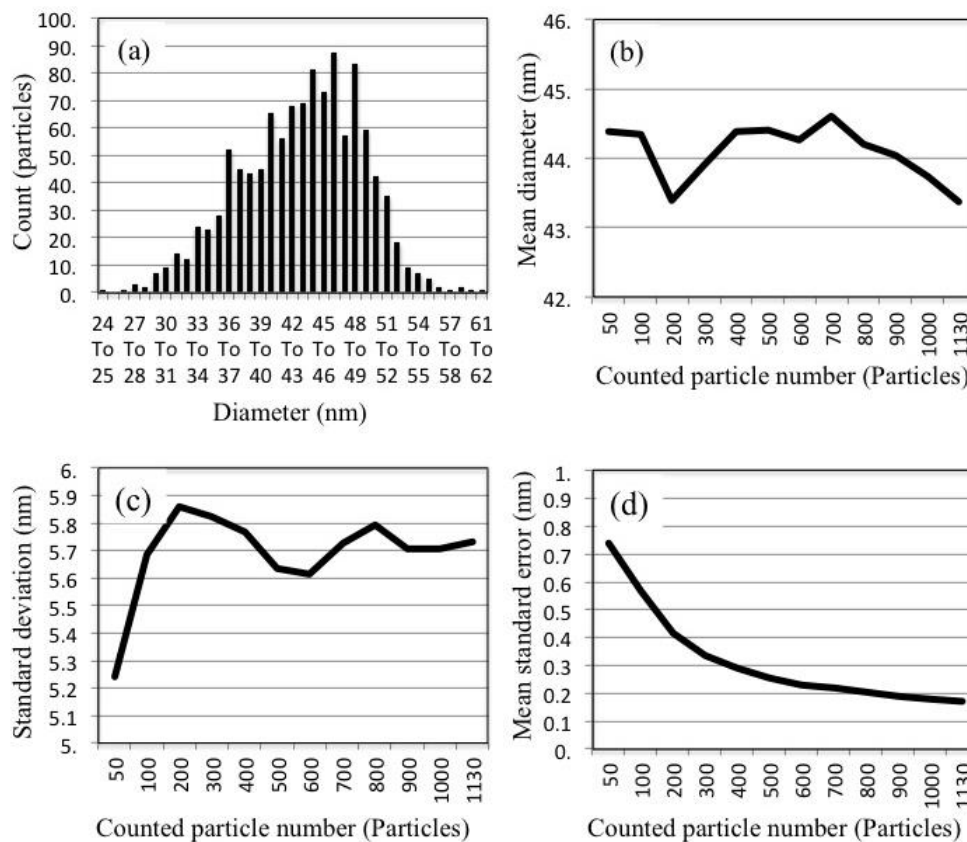 (a)
Count (particles)
100.
90.
80.
70.
60.
50.
40.
30.
20.
10.
0.
24 27 30 33 36 39 42 45 48 51 54 57 61
To To To To To To To To To To To To To
25 28 31 34 37 40 43 46 49 52 55 58 62
Diameter (nm)
(b)
Mean diameter (nm)
46.
45.
44.
43.
42.
50 100 200 300 400 500 600 700 800 900 1000 1130
Counted particle number (Particles)
(c)
Standard deviation (nm)
6.
5.9
5.8
5.7
5.6
5.5
5.4
5.3
5.2
5.1
5.
50 100 200 300 400 500 600 700 800 900 1000 1130
Counted particle number (Particles)
(d)
Mean standard error (nm)
1.
0.9
0.8
0.7
0.6
0.5
0.4
0.3
0.2
0.1
0.
50 100 200 300 400 500 600 700 800 900 1000 1130
Counted particle number (Particles)